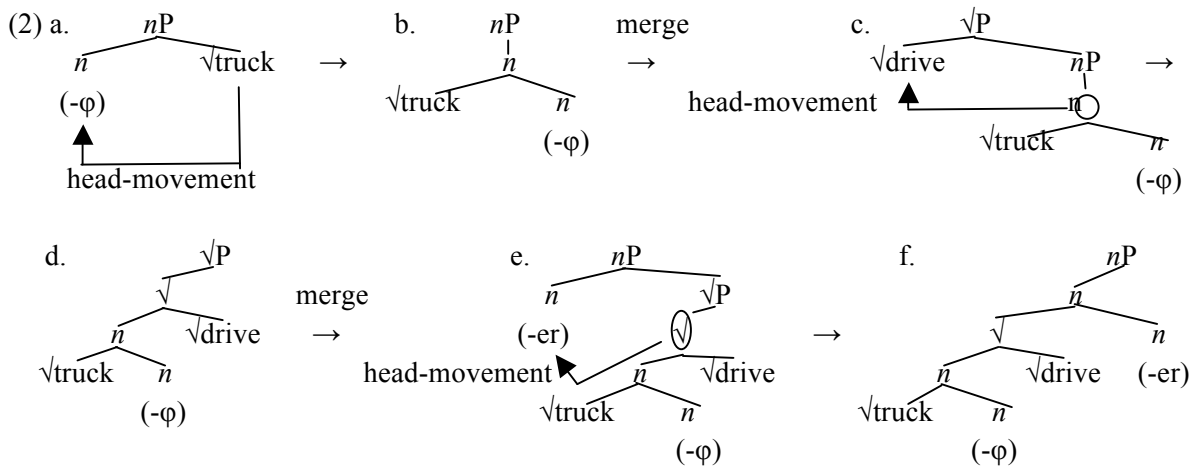 (2) a. nP b. nP merge c. √P
n √truck → n → √drive nP →
(-φ) √truck n head-movement n
(-φ) √truck n
head-movement (-φ)
d. √P e. nP f. nP
√ merge n √P n
n √drive → (-er) √ → √ n
√truck n head-movement n √drive n √drive (-er)
(-φ) √truck n √truck n
(-φ) (-φ)